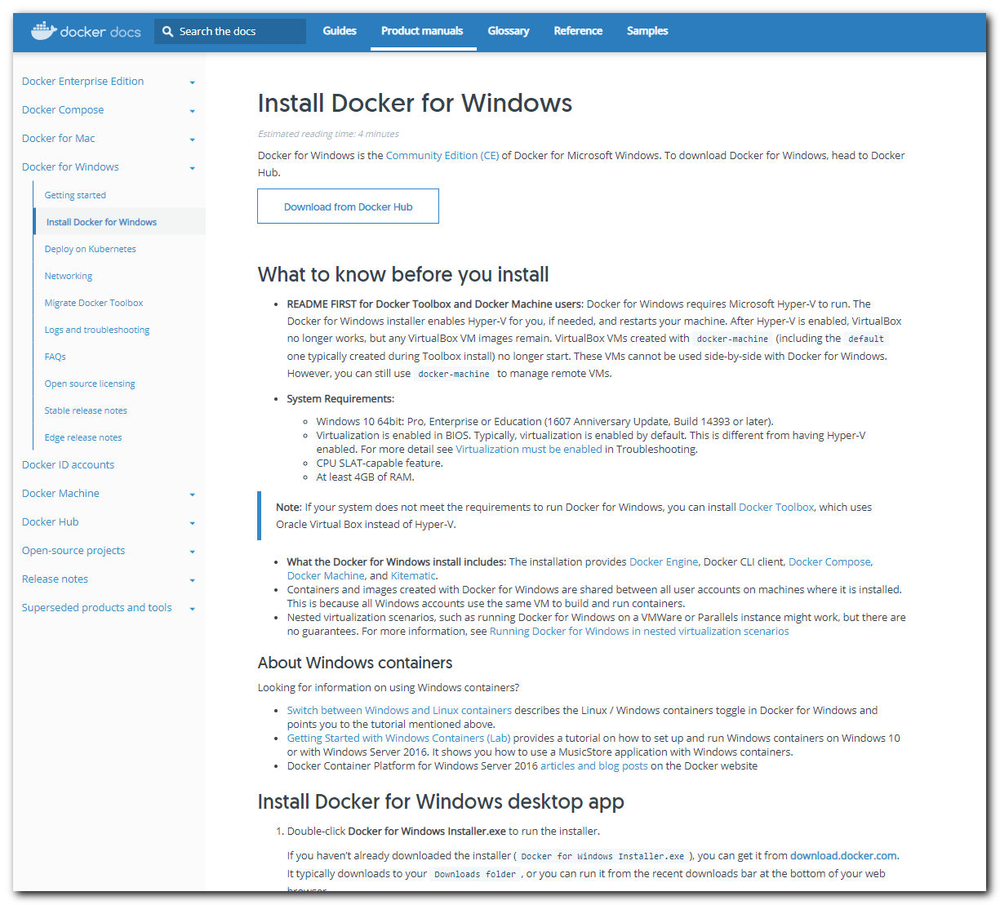 docker docs
Search the docs
Guides
Product manuals
Glossary
Reference
Samples
Docker Enterprise Edition
Docker Compose
Docker for Mac
Docker for Windows
Getting started
Install Docker for Windows
Deploy on Kubernetes
Networking
Migrate Docker Toolbox
Logs and troubleshooting
FAQs
Open source licensing
Stable release notes
Edge release notes
Docker ID accounts
Docker Machine
Docker Hub
Open-source projects
Release notes
Superseded products and tools
Install Docker for Windows
Estimated reading time: 4 minutes
Docker for Windows is the Community Edition (CE) of Docker for Microsoft Windows. To download Docker for Windows, head to Docker
Hub.
Download from Docker Hub
What to know before you install
• README FIRST for Docker Toolbox and Docker Machine users: Docker for Windows requires Microsoft Hyper-V to run. The
Docker for Windows installer enables Hyper-V for you, if needed, and restarts your machine. After Hyper-V is enabled, VirtualBox
no longer works, but any VirtualBox VM images remain. VirtualBox VMs created with docker-machine (including the default
one typically created during Toolbox install) no longer start. These VMs cannot be used side-by-side with Docker for Windows.
However, you can still use docker-machine to manage remote VMs.
• System Requirements:
◦ Windows 10 64bit: Pro, Enterprise or Education (1607 Anniversary Update, Build 14393 or later).
◦ Virtualization is enabled in BIOS. Typically, virtualization is enabled by default. This is different from having Hyper-V
enabled. For more detail see Virtualization must be enabled in Troubleshooting.
◦ CPU SLAT-capable feature.
◦ At least 4GB of RAM.
Note: If your system does not meet the requirements to run Docker for Windows, you can install Docker Toolbox, which uses
Oracle Virtual Box instead of Hyper-V.
• What the Docker for Windows install includes: The installation provides Docker Engine, Docker CLI client, Docker Compose,
Docker Machine, and Kitematic.
• Containers and images created with Docker for Windows are shared between all user accounts on machines where it is installed.
This is because all Windows accounts use the same VM to build and run containers.
• Nested virtualization scenarios, such as running Docker for Windows on a VMWare or Parallels instance might work, but there are
no guarantees. For more information, see Running Docker for Windows in nested virtualization scenarios
About Windows containers
Looking for information on using Windows containers?
• Switch between Windows and Linux containers describes the Linux / Windows containers toggle in Docker for Windows and
points you to the tutorial mentioned above.
• Getting Started with Windows Containers (Lab) provides a tutorial on how to set up and run Windows containers on Windows 10
or with Windows Server 2016. It shows you how to use a MusicStore application with Windows containers.
• Docker Container Platform for Windows Server 2016 articles and blog posts on the Docker website
Install Docker for Windows desktop app
1. Double-click Docker for Windows Installer.exe to run the installer.
If you haven't already downloaded the installer ( Docker for Windows Installer.exe ), you can get it from download.docker.com.
It typically downloads to your Downloads folder , or you can run it from the recent downloads bar at the bottom of your web
browser.